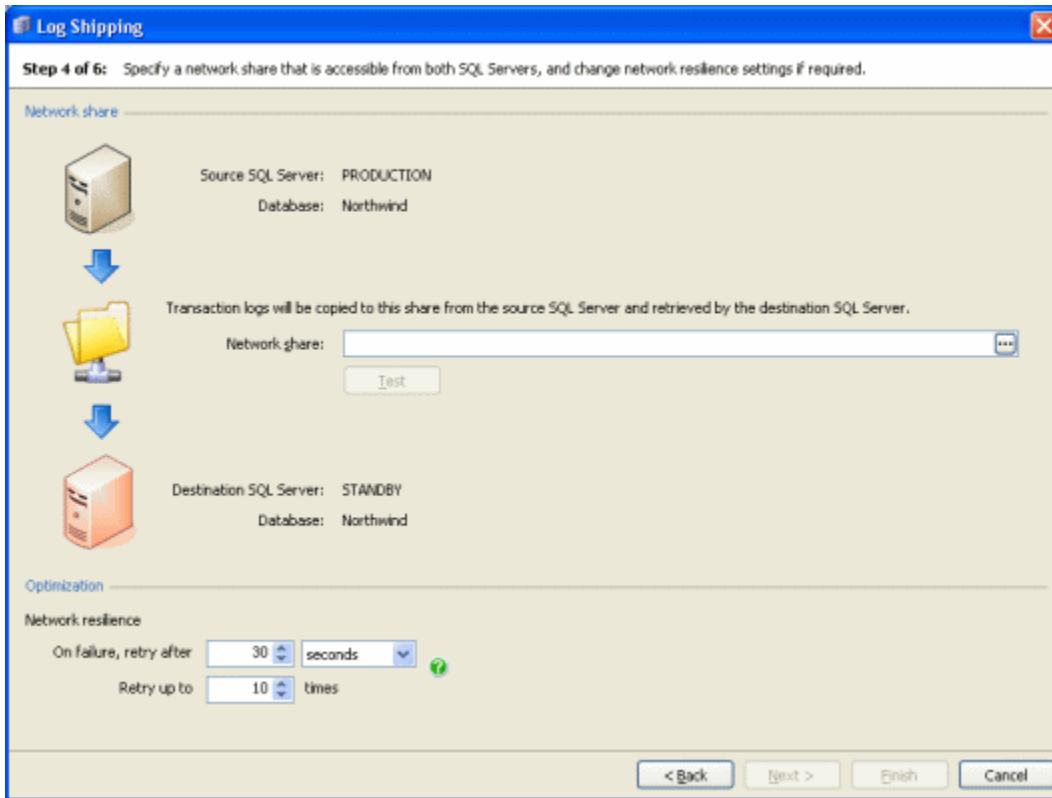 Log Shipping
Step 4 of 6: Specify a network share that is accessible from both SQL Servers, and change network resilience settings if required.
Network share
Source SQL Server: PRODUCTION
Database: Northwind
Transaction logs will be copied to this share from the source SQL Server and retrieved by the destination SQL Server.
Network share:
Test
Destination SQL Server: STANDBY
Database: Northwind
Optimization
Network resilience
On failure, retry after 30 seconds
Retry up to 10 times
< Back Next > Finish Cancel